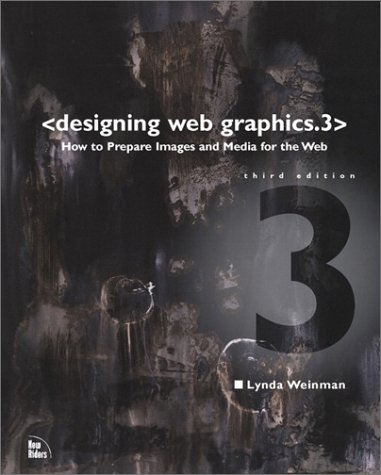 <designing web graphics.3>
How to Prepare Images and Media for the Web
third edition
3
Lynda Weinman
New
Riders